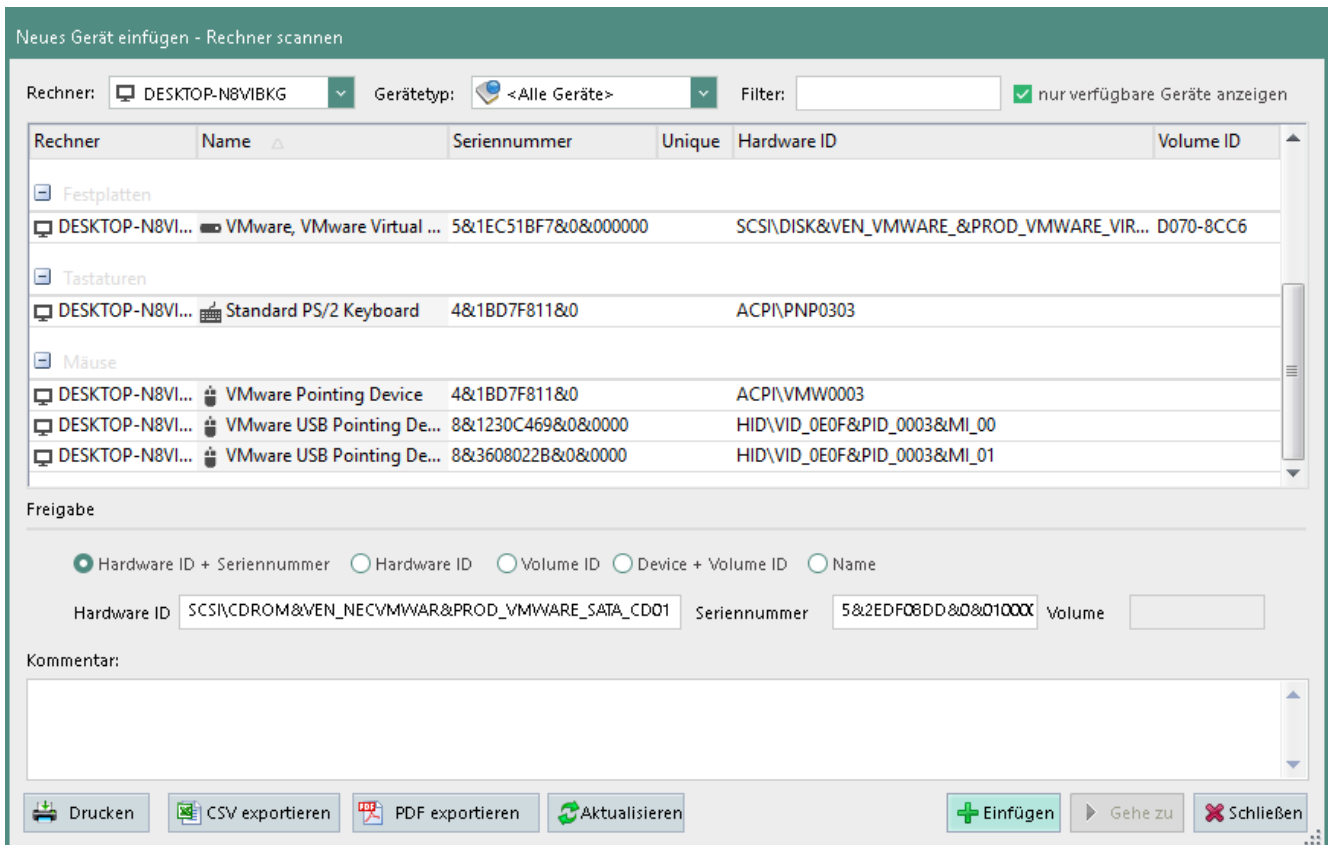 Neues Gerät einfügen - Rechner scannen
Rechner: DESKTOP-N8VIBKG Gerätetyp: <Alle Geräte> Filter: nur verfügbare Geräte anzeigen
Rechner Name Seriennummer Unique Hardware ID Volume ID
Festplatten
DESKTOP-N8VI... VMware, VMware Virtual ... 5&1EC51BF7&0&000000 SCSI\DISK&VEN_VMWARE_&PROD_VMWARE_VIR... D070-8CC6
Tastaturen
DESKTOP-N8VI... Standard PS/2 Keyboard 4&1BD7F811&0 ACPI\PNP0303
Mäuse
DESKTOP-N8VI... VMware Pointing Device 4&1BD7F811&0 ACPI\VMW0003
DESKTOP-N8VI... VMware USB Pointing De... 8&1230C469&0&0000 HID\VID_0E0F&PID_0003&MI_00
DESKTOP-N8VI... VMware USB Pointing De... 8&3608022B&0&0000 HID\VID_0E0F&PID_0003&MI_01
Freigabe
Hardware ID + Seriennummer Hardware ID Volume ID Device + Volume ID Name
Hardware ID SCSI\CDROM&VEN_NECVMWAR&PROD_VMWARE_SATA_CD01 Seriennummer 5&2EDF08DD&0&01000( Volume
Kommentar:
Drucken CSV exportieren PDF exportieren Aktualisieren Einfügen Gehe zu Schließen